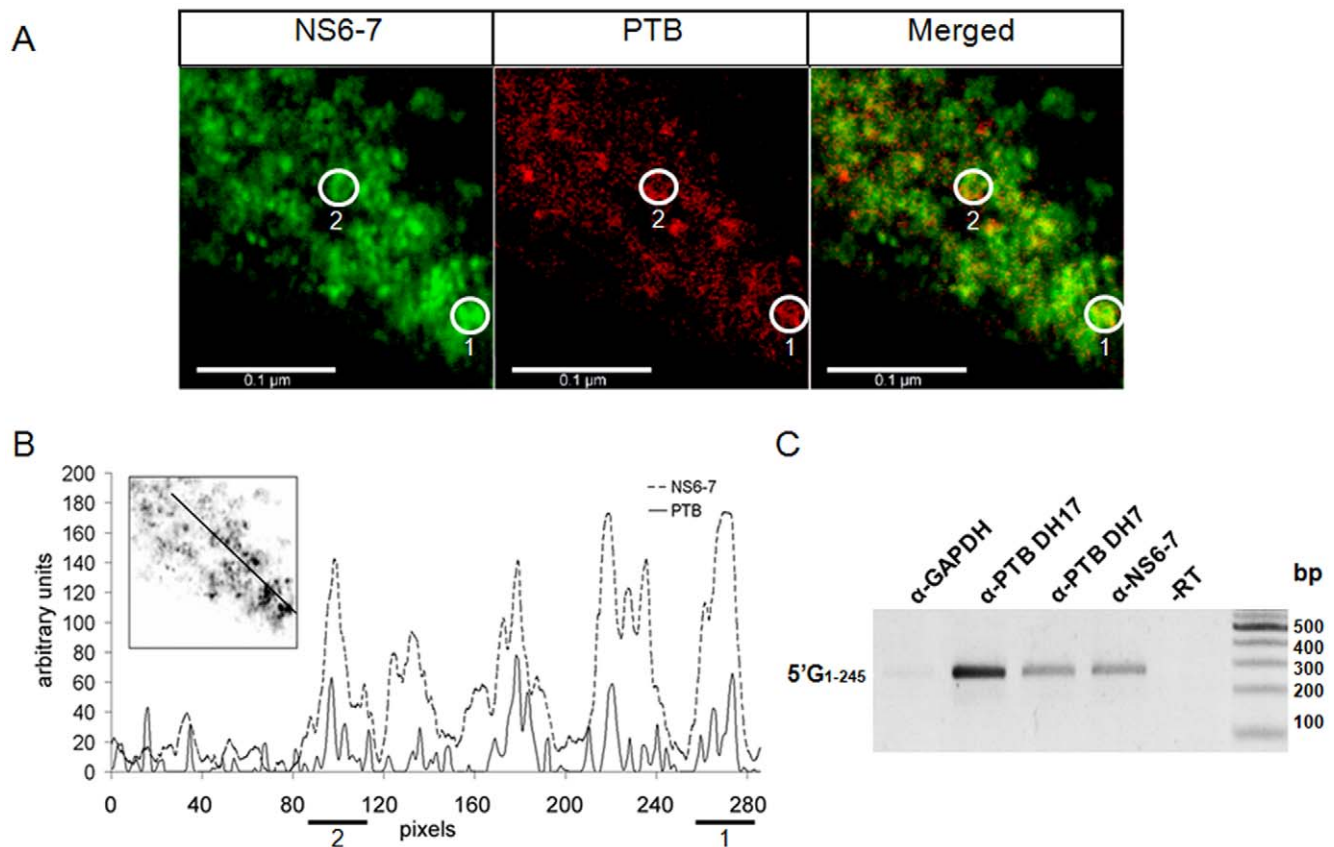 A
NS6-7 PTB Merged
2 2 2
1 1 1
0.1 µm 0.1 µm 0.1 µm
B
200
180
160
140
120
100
80
60
40
20
0
arbitrary units
NS6-7
PTB
0 40 80 120 160 200 240 280
pixels
2 1
C
α-GAPDH
α-PTB DH17
α-PTB DH7
α-NS6-7
-RT
bp
5'G1-245
500
400
300
200
100